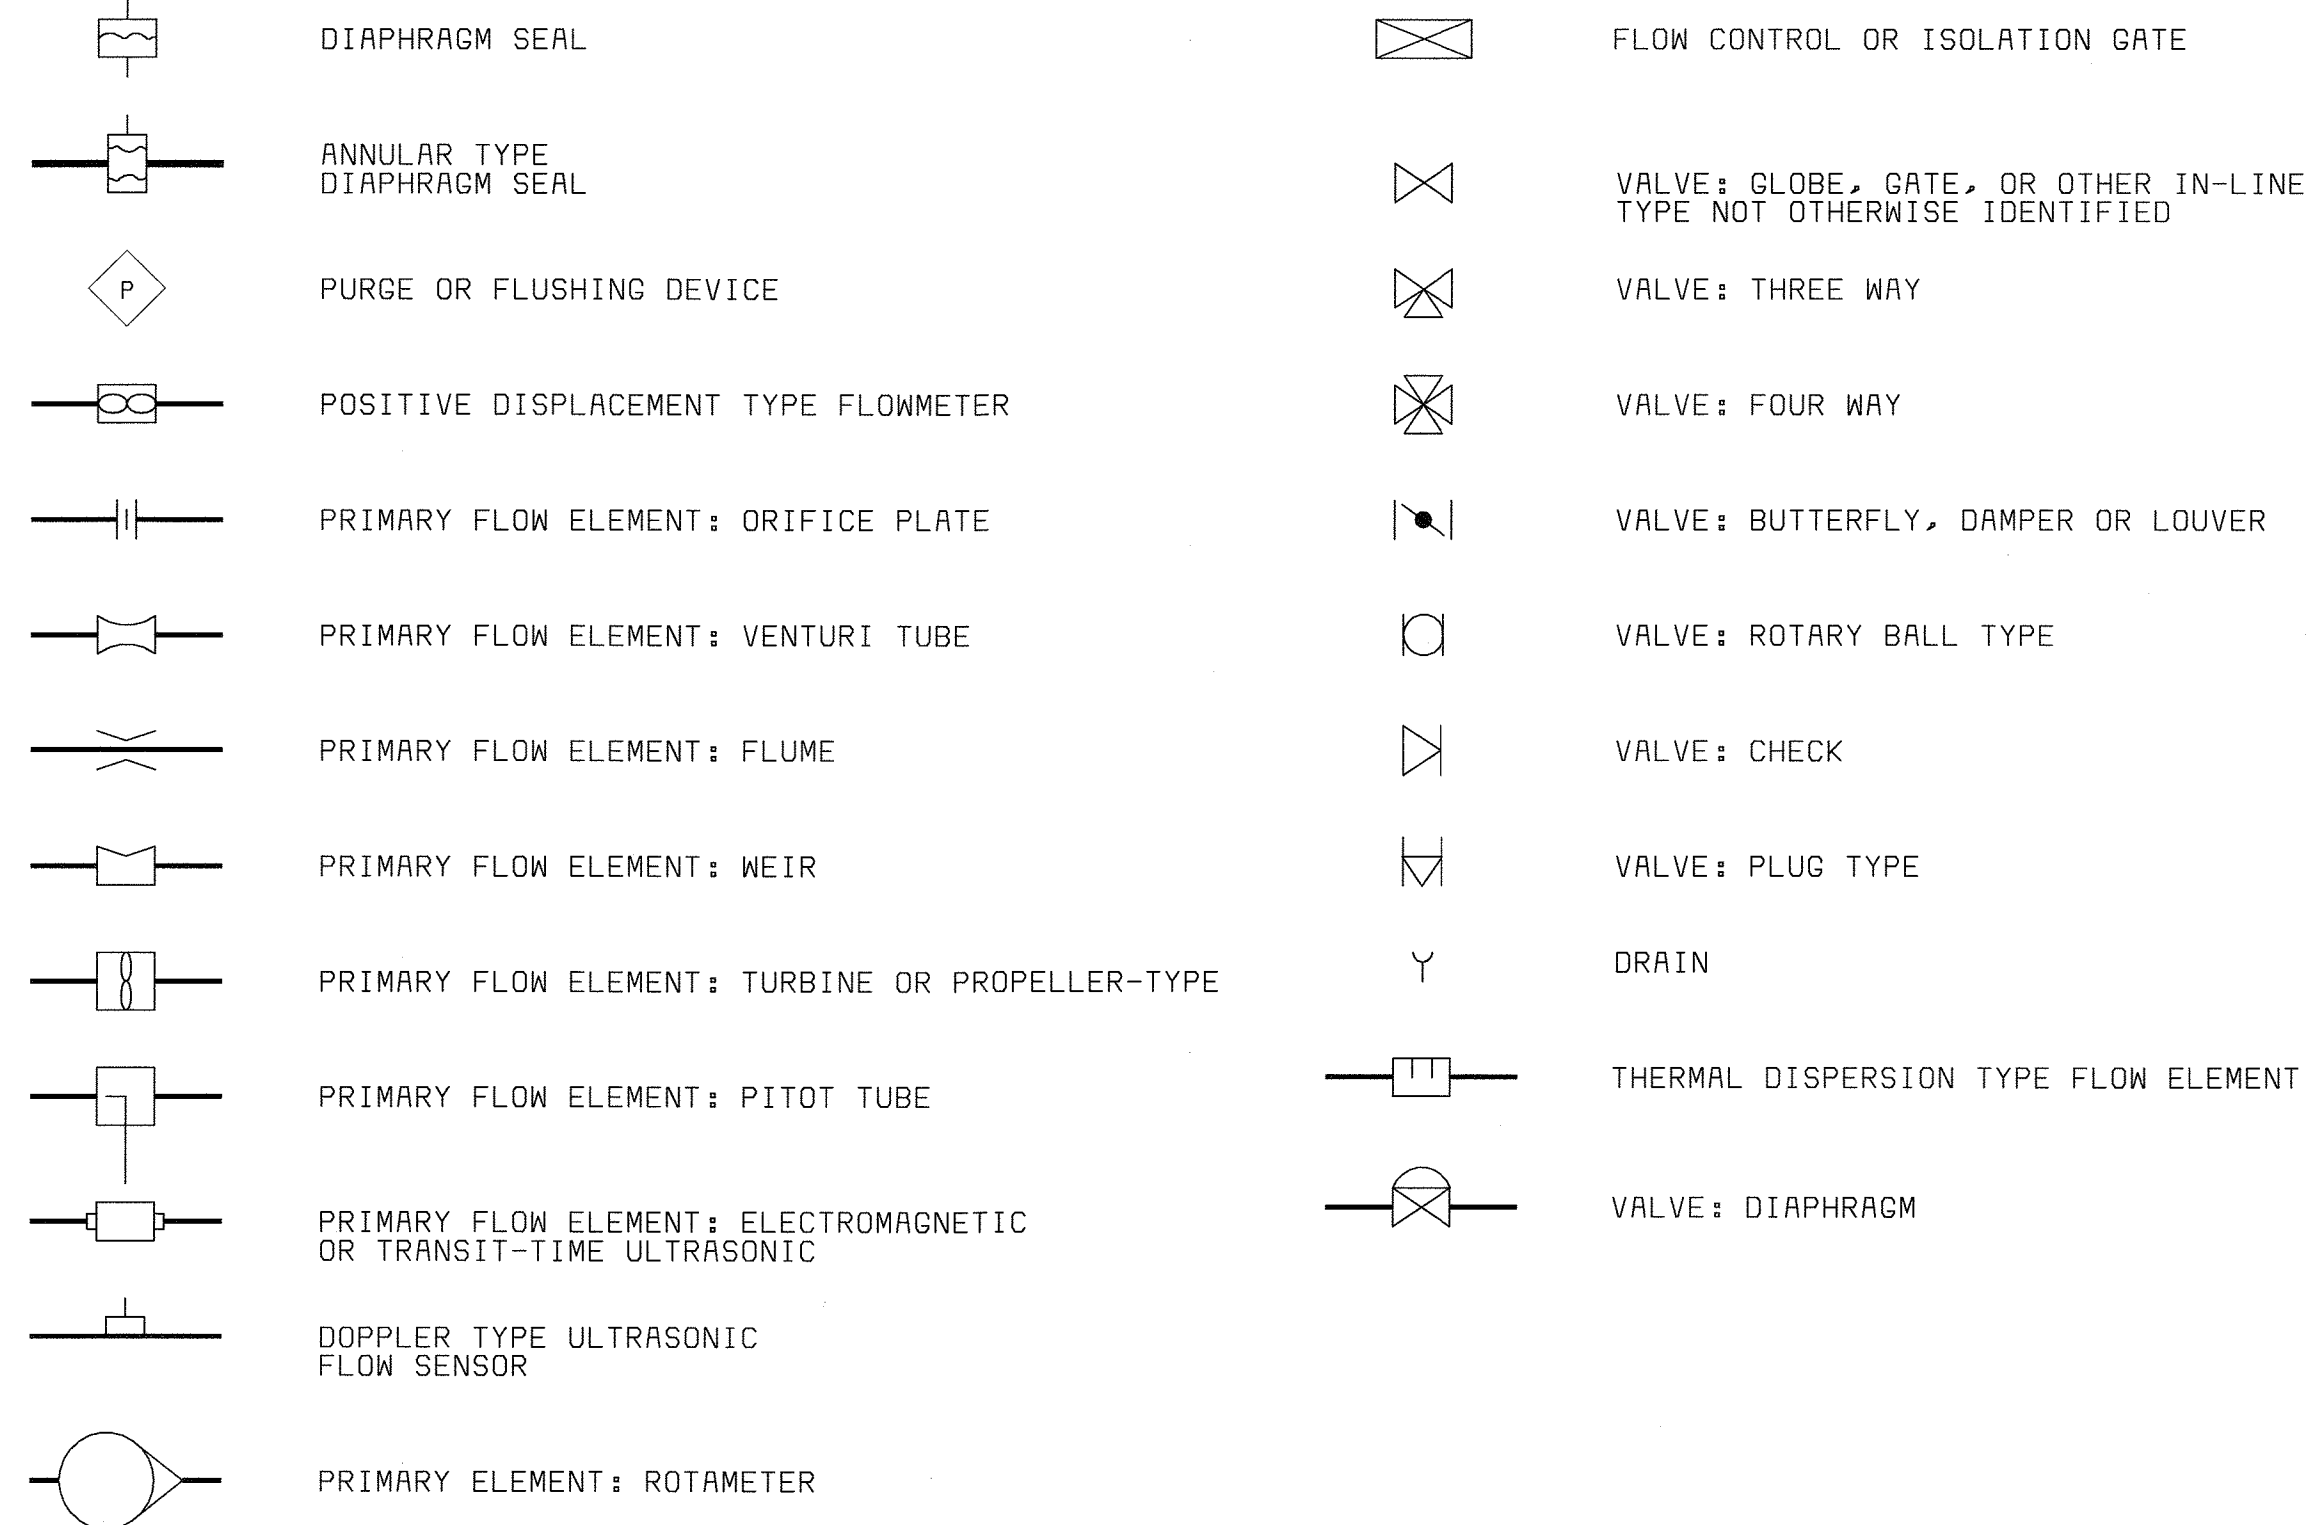 DIAPHRAGM SEAL
ANNULAR TYPE
DIAPHRAGM SEAL
P
PURGE OR FLUSHING DEVICE
POSITIVE DISPLACEMENT TYPE FLOWMETER
PRIMARY FLOW ELEMENT: ORIFICE PLATE
PRIMARY FLOW ELEMENT: VENTURI TUBE
PRIMARY FLOW ELEMENT: FLUME
PRIMARY FLOW ELEMENT: WEIR
PRIMARY FLOW ELEMENT: TURBINE OR PROPELLER-TYPE
PRIMARY FLOW ELEMENT: PITOT TUBE
PRIMARY FLOW ELEMENT: ELECTROMAGNETIC
OR TRANSIT-TIME ULTRASONIC
DOPPLER TYPE ULTRASONIC
FLOW SENSOR
PRIMARY ELEMENT: ROTAMETER
FLOW CONTROL OR ISOLATION GATE
VALVE: GLOBE, GATE, OR OTHER IN-LINE
TYPE NOT OTHERWISE IDENTIFIED
VALVE: THREE WAY
VALVE: FOUR WAY
VALVE: BUTTERFLY, DAMPER OR LOUVER
VALVE: ROTARY BALL TYPE
VALVE: CHECK
VALVE: PLUG TYPE
DRAIN
THERMAL DISPERSION TYPE FLOW ELEMENT
VALVE: DIAPHRAGM